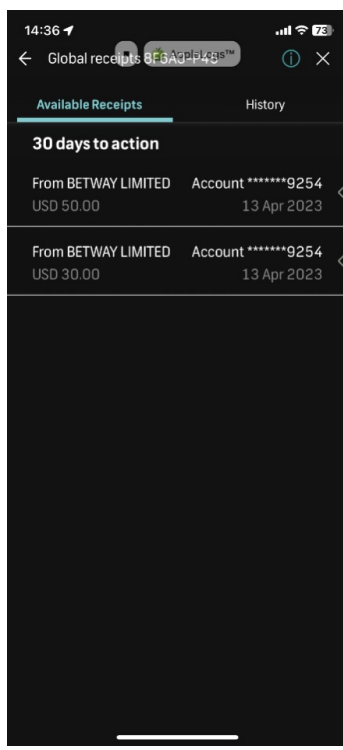 14:36 73
Global receipts
Available Receipts History
30 days to action
From BETWAY LIMITED Account *******9254
USD 50.00 13 Apr 2023
From BETWAY LIMITED Account *******9254
USD 30.00 13 Apr 2023